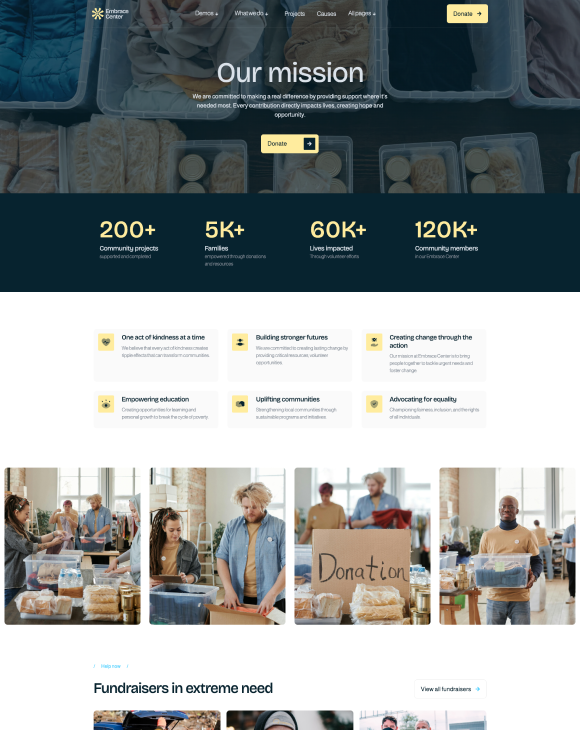 Embrace
Center
Demos +
What we do +
Projects
Causes
All pages +
Donate
Our mission
We are committed to making a real difference by providing support where it's
needed most. Every contribution directly impacts lives, creating hope and
opportunity.
Donate
200+
Community projects
supported and completed
5K+
Families
empowered through donations
and resources
60K+
Lives impacted
Through volunteer efforts
120K+
Community members
in our Embrace Center
One act of kindness at a time
We believe that every act of kindness creates
ripple effects that can transform communities.
Building stronger futures
We are committed to creating lasting change by
providing critical resources, volunteer
opportunities.
Creating change through the
action
Our mission at Embrace Center is to bring
people together to tackle urgent needs and
foster change.
Empowering education
Creating opportunities for learning and
personal growth to break the cycle of poverty.
Uplifting communities
Strengthening local communities through
sustainable programs and initiatives.
Advocating for equality
Championing fairness, inclusion, and the rights
of all individuals.
Donation
/ Help now /
Fundraisers in extreme need
View all fundraisers